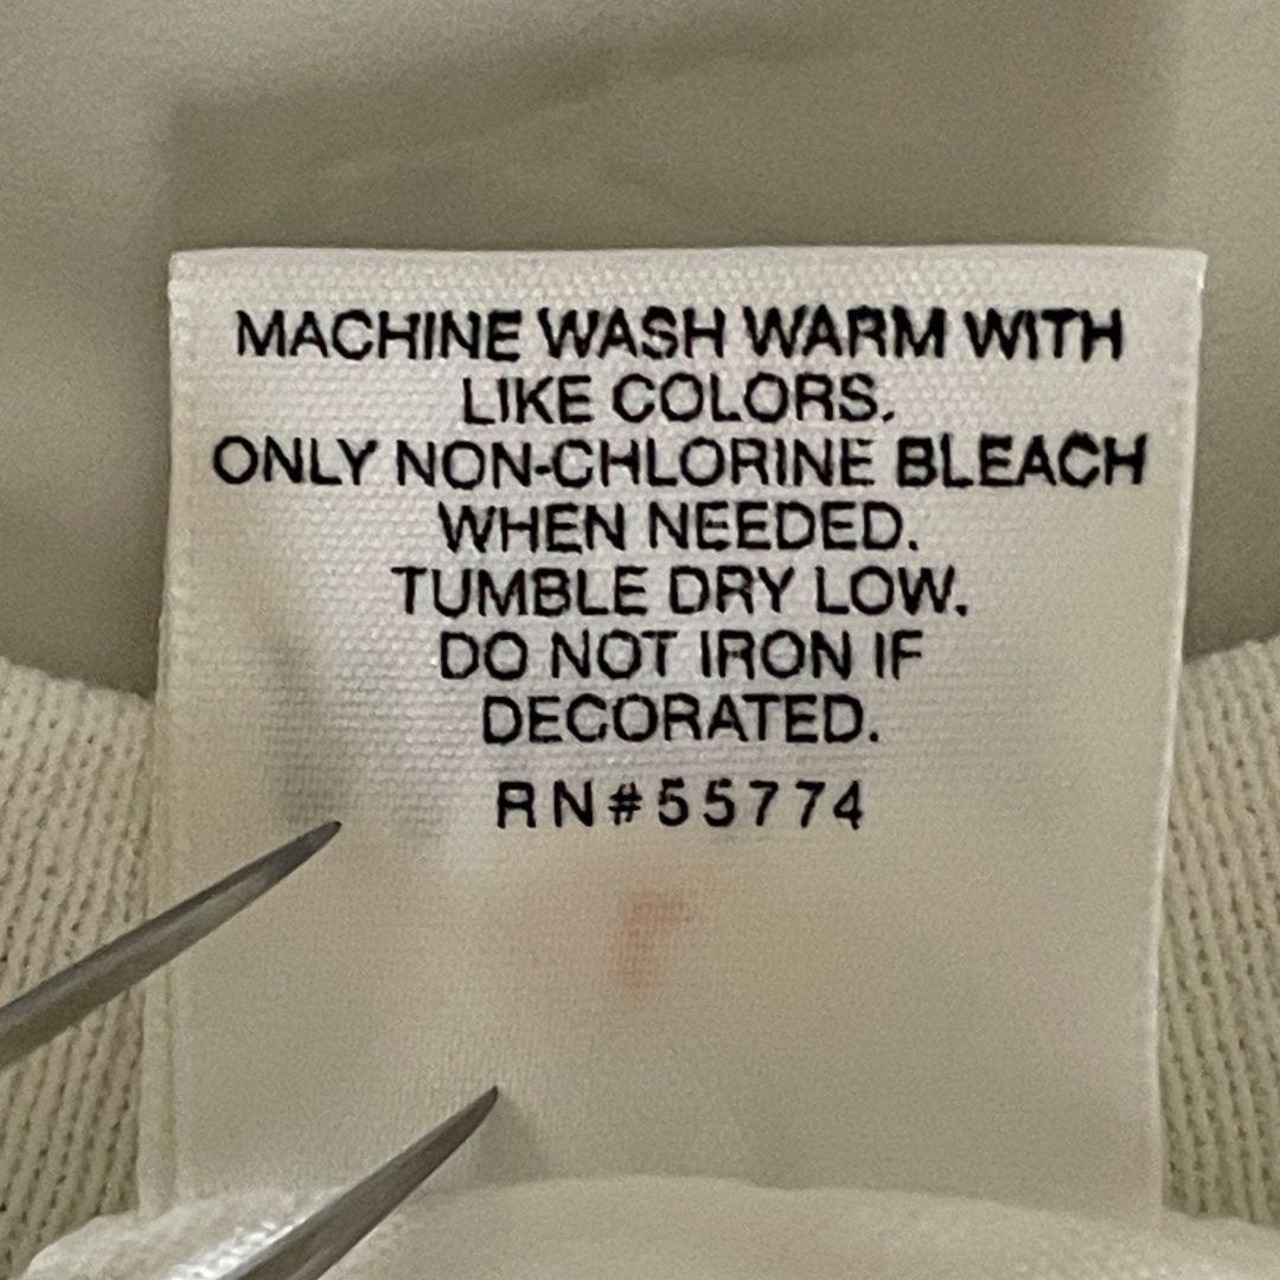 MACHINE WASH WARM WITH
LIKE COLORS.
ONLY NON-CHLORINE BLEACH
WHEN NEEDED.
TUMBLE DRY LOW.
DO NOT IRON IF
DECORATED.
RN#55774